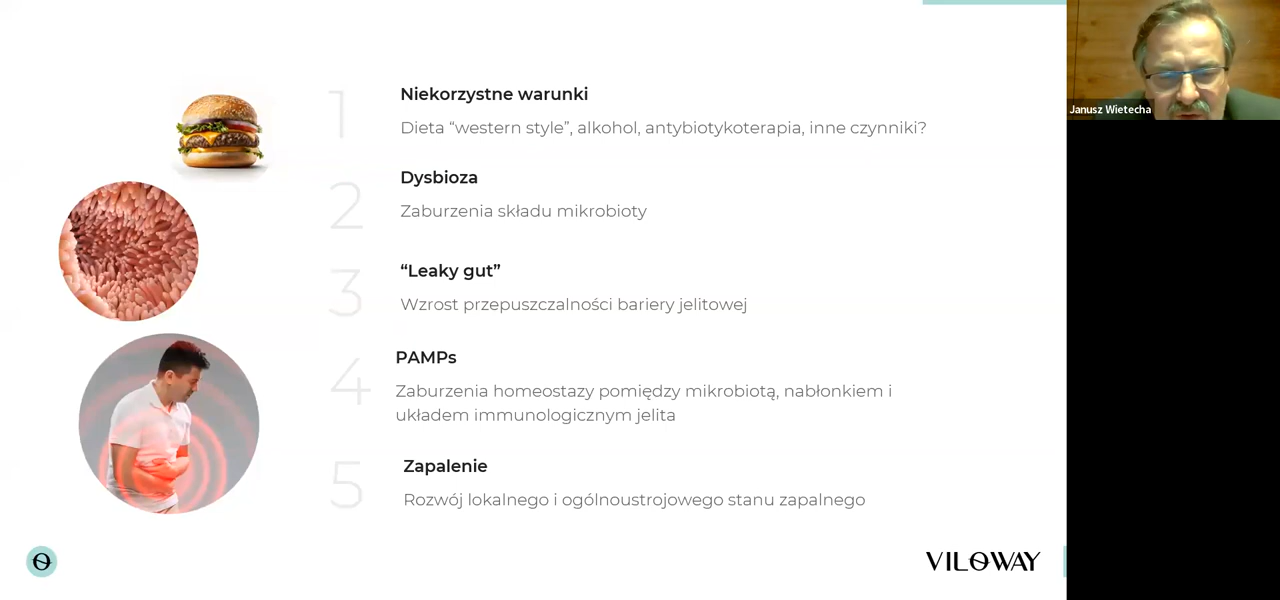 1
Niekorzystne warunki
Dieta “western style”, alkohol, antybiotykoterapia, inne czynniki?
2
Dysbioza
Zaburzenia składu mikrobioty
3
“Leaky gut”
Wzrost przepuszczalności bariery jelitowej
4
PAMPs
Zaburzenia homeostazy pomiędzy mikrobiotą, nabłonkiem i
układem immunologicznym jelita
5
Zapalenie
Rozwój lokalnego i ogólnoustrojowego stanu zapalnego
VILOWAY
Janusz Wietecha